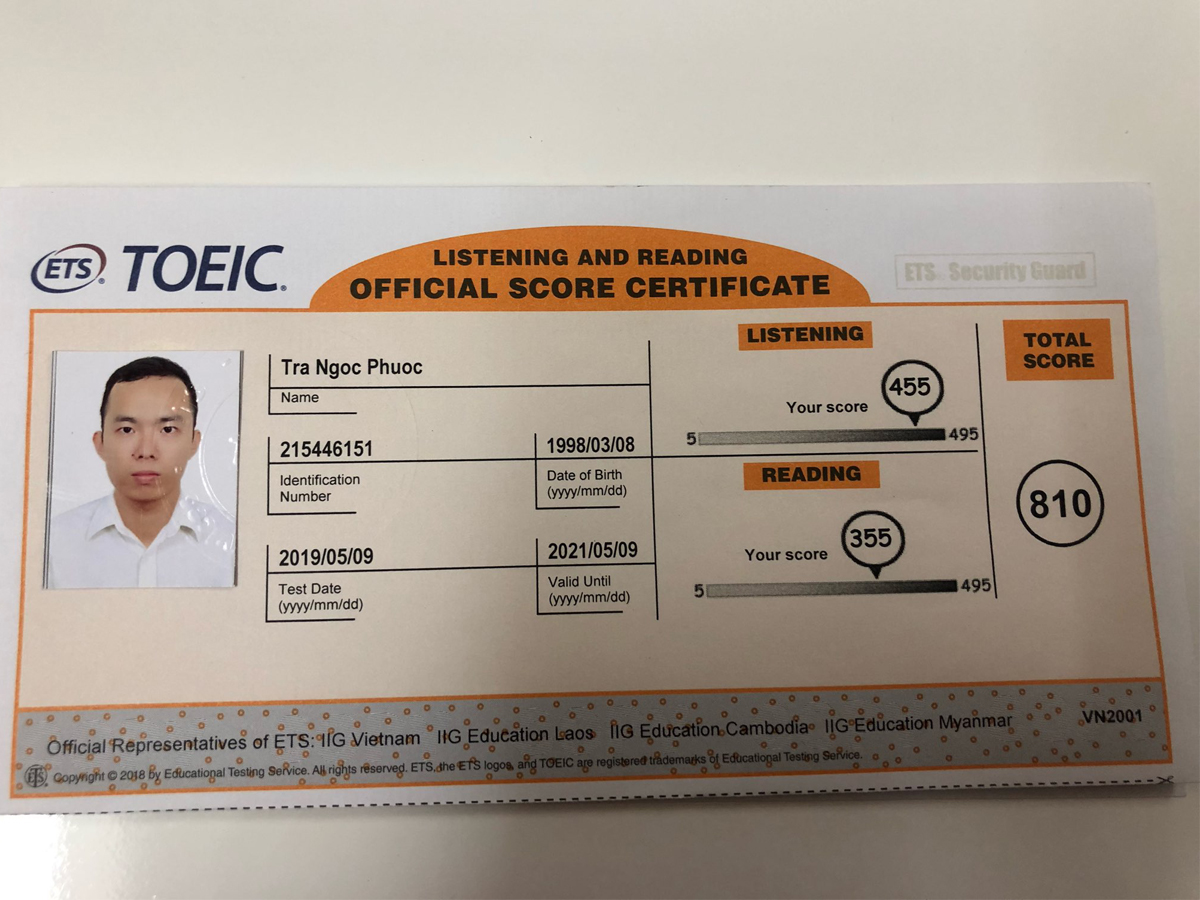 ETS® TOEIC®
LISTENING AND READING
OFFICIAL SCORE CERTIFICATE
ETS Security Guard
Tra Ngoc Phuoc
Name
215446151
Identification
Number
1998/03/08
Date of Birth
(yyyy/mm/dd)
2019/05/09
Test Date
(yyyy/mm/dd)
2021/05/09
Valid Until
(yyyy/mm/dd)
LISTENING
Your score 455
5 495
READING
Your score 355
5 495
TOTAL
SCORE
810
Official Representatives of ETS: IIG Vietnam IIG Education Laos IIG Education Cambodia IIG Education Myanmar VN2001
ETS Copyright © 2018 by Educational Testing Service. All rights reserved. ETS, the ETS logos, and TOEIC are registered trademarks of Educational Testing Service.